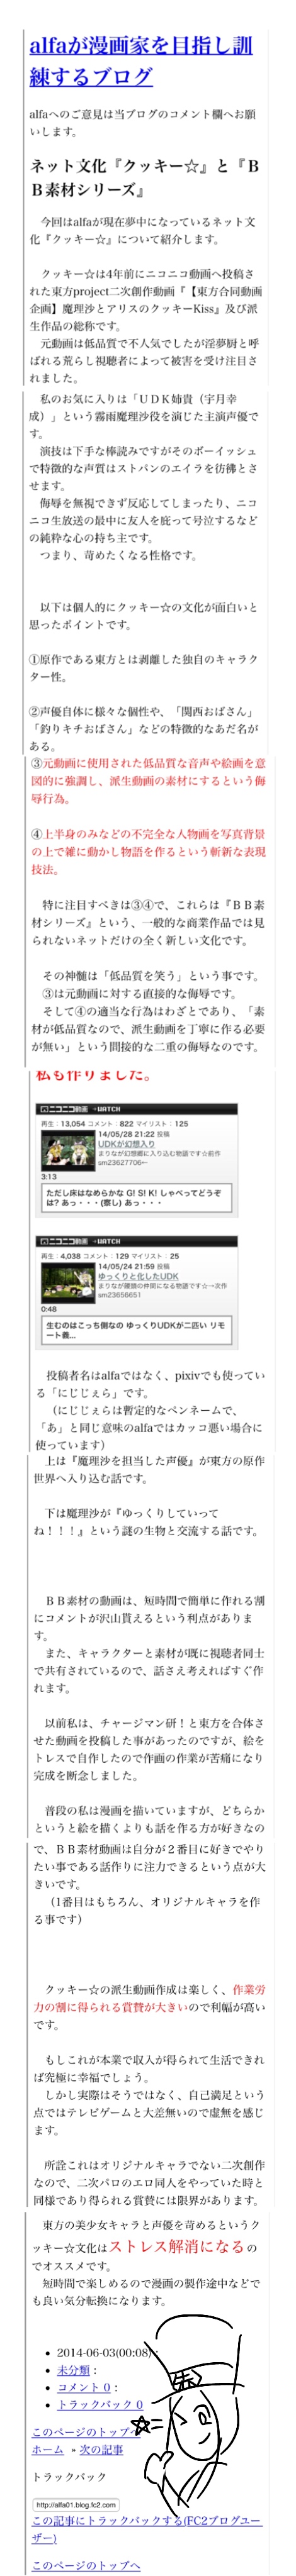 alfaが漫画家を目指し訓
練するブログ
alfaへのご意見は当ブログのコメント欄へお願
いします。
ネット文化『クッキー☆』と『B
B素材シリーズ』
　今回はalfaが現在夢中になっているネット文
化『クッキー☆』について紹介します。
　クッキー☆は4年前にニコニコ動画へ投稿さ
れた東方project二次創作動画『【東方合同動画
企画】魔理沙とアリスのクッキーKiss』及び派
生作品の総称です。
　元動画は低品質で不人気でしたが淫夢厨と呼
ばれる荒らし視聴者によって被害を受け注目さ
れました。
　私のお気に入りは「UDK姉貴（宇月幸
成）」という霧雨魔理沙役を演じた主演声優で
す。
　演技は下手な棒読みですがそのボーイッシュ
で特徴的な声質はストパンのエイラを彷彿とさ
せます。
　侮辱を無視できず反応してしまったり、ニコ
ニコ生放送の最中に友人を庇って号泣するなど
の純粋な心の持ち主です。
　つまり、苛めたくなる性格です。
　以下は個人的にクッキー☆の文化が面白いと
思ったポイントです。
①原作である東方とは剥離した独自のキャラク
ター性。
②声優自体に様々な個性や、「関西おばさん」
「釣りキチおばさん」などの特徴的なあだ名が
ある。
③元動画に使用された低品質な音声や絵画を意
図的に強調し、派生動画の素材にするという侮
辱行為。
④上半身のみなどの不完全な人物画を写真背景
の上で雑に動かし物語を作るという斬新な表現
技法。
　特に注目すべきは③④で、これらは『BB素
材シリーズ』という、一般的な商業作品では見
られないネットだけの全く新しい文化です。
　その神髄は「低品質を笑う」という事です。
　③は元動画に対する直接的な侮辱です。
　そして④の適当な行為はわざとであり、「素
材が低品質なので、派生動画を丁寧に作る必要
が無い」という間接的な二重の侮辱なのです。
私も作りました。
ニコニコ動画 WATCH
再生：13,054 コメント：822 マイリスト：125
14/05/28 21:22 投稿
UDKが幻想入り
まりなが幻想郷に入り込む物語です☆前作
sm23627706←
3:13
ただし床はなめらかな G! S! K! しゃべってどうぞ
は? あっ・・・(察し) あっ・・・
ニコニコ動画 WATCH
再生：4,038 コメント：129 マイリスト：25
14/05/24 21:59 投稿
ゆっくりと化したUDK
まりなが饅頭の仲間になる物語です☆→次作
sm23656651
0:48
生むのはこっち側なの ゆっくりUDKが二匹い リモ
ート義...
　投稿者名はalfaではなく、pixivでも使ってい
る「にじじぇら」です。
　（にじじぇらは暫定的なペンネームで、
「あ」と同じ意味のalfaではカッコ悪い場合に
使っています）
　上は『魔理沙を担当した声優』が東方の原作
世界へ入り込む話です。
　下は魔理沙が『ゆっくりしていって
ね！！！』という謎の生物と交流する話です。
　BB素材の動画は、短時間で簡単に作れる割
にコメントが沢山貰えるという利点がありま
す。
　また、キャラクターと素材が既に視聴者同士
で共有されているので、話さえ考えればすぐ作
れます。
　以前私は、チャージマン研！と東方を合体さ
せた動画を投稿した事があったのですが、絵を
トレスで自作したので作画の作業が苦痛になり
完成を断念しました。
　普段の私は漫画を描いていますが、どちらか
というと絵を描くよりも話を作る方が好きなの
で、BB素材動画は自分が２番目に好きでやり
たい事である話作りに注力できるという点が大
きいです。
　（1番目はもちろん、オリジナルキャラを作
る事です）
　クッキー☆の派生動画作成は楽しく、作業労
力の割に得られる賞賛が大きいので利幅が高い
です。
　もしこれが本業で収入が得られて生活できれ
ば究極に幸福でしょう。
　しかし実際はそうではなく、自己満足という
点ではテレビゲームと大差無いので虚無を感じ
ます。
　所詮これはオリジナルキャラでない二次創作
なので、二次パロのエロ同人をやっていた時と
同様であり得られる賞賛には限界があります。
　東方の美少女キャラと声優を苛めるというク
ッキー☆文化はストレス解消になるの
でオススメです。
　短時間で楽しめるので漫画の製作途中などで
も良い気分転換になります。
2014-06-03(00:08) :
未分類 :
コメント 0 :
トラックバック 0
朱
☆=
このページのトップへ
ホーム » 次の記事
トラックバック
http://alfa01.blog.fc2.com
この記事にトラックバックする(FC2ブログユー
ザー)
このページのトップへ